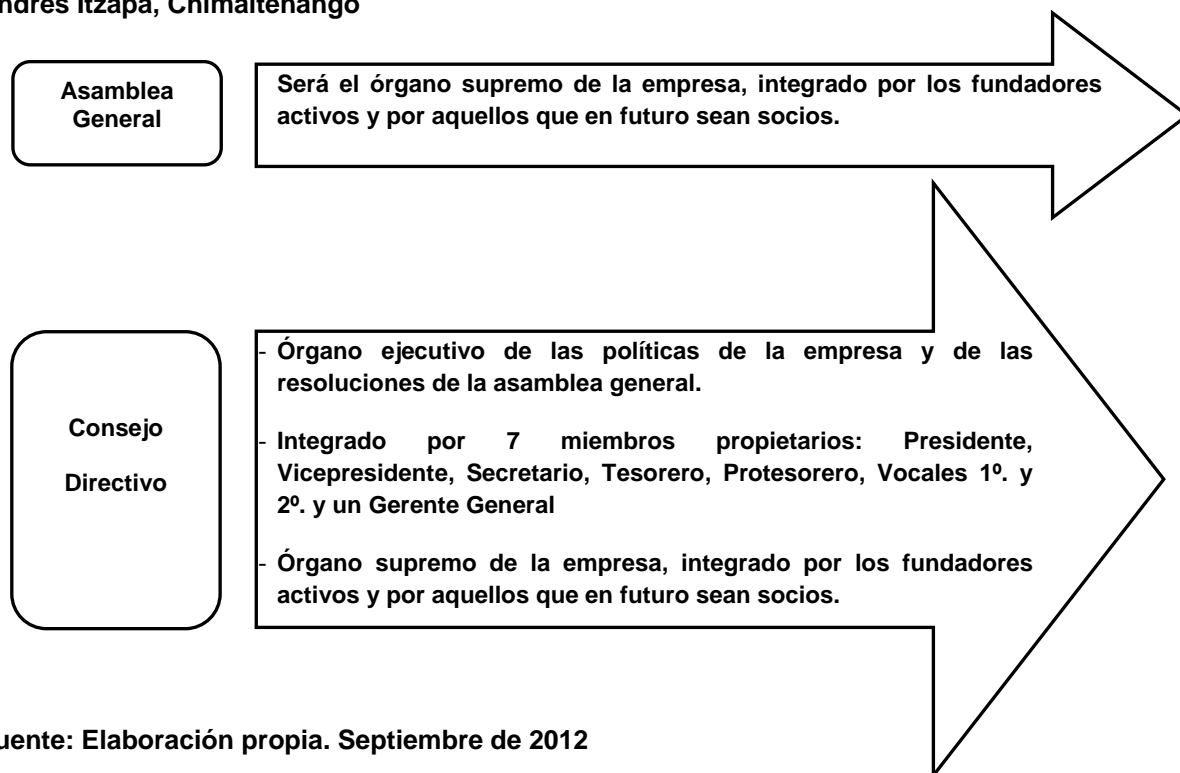 ndrés Itzapa, Chimaltenango
Asamblea
General
Será el órgano supremo de la empresa, integrado por los fundadores
activos y por aquellos que en futuro sean socios.
Consejo
Directivo
- Órgano ejecutivo de las políticas de la empresa y de las
resoluciones de la asamblea general.
- Integrado por 7 miembros propietarios: Presidente,
Vicepresidente, Secretario, Tesorero, Protesorero, Vocales 1º. y
2º. y un Gerente General
- Órgano supremo de la empresa, integrado por los fundadores
activos y por aquellos que en futuro sean socios.
uente: Elaboración propia. Septiembre de 2012